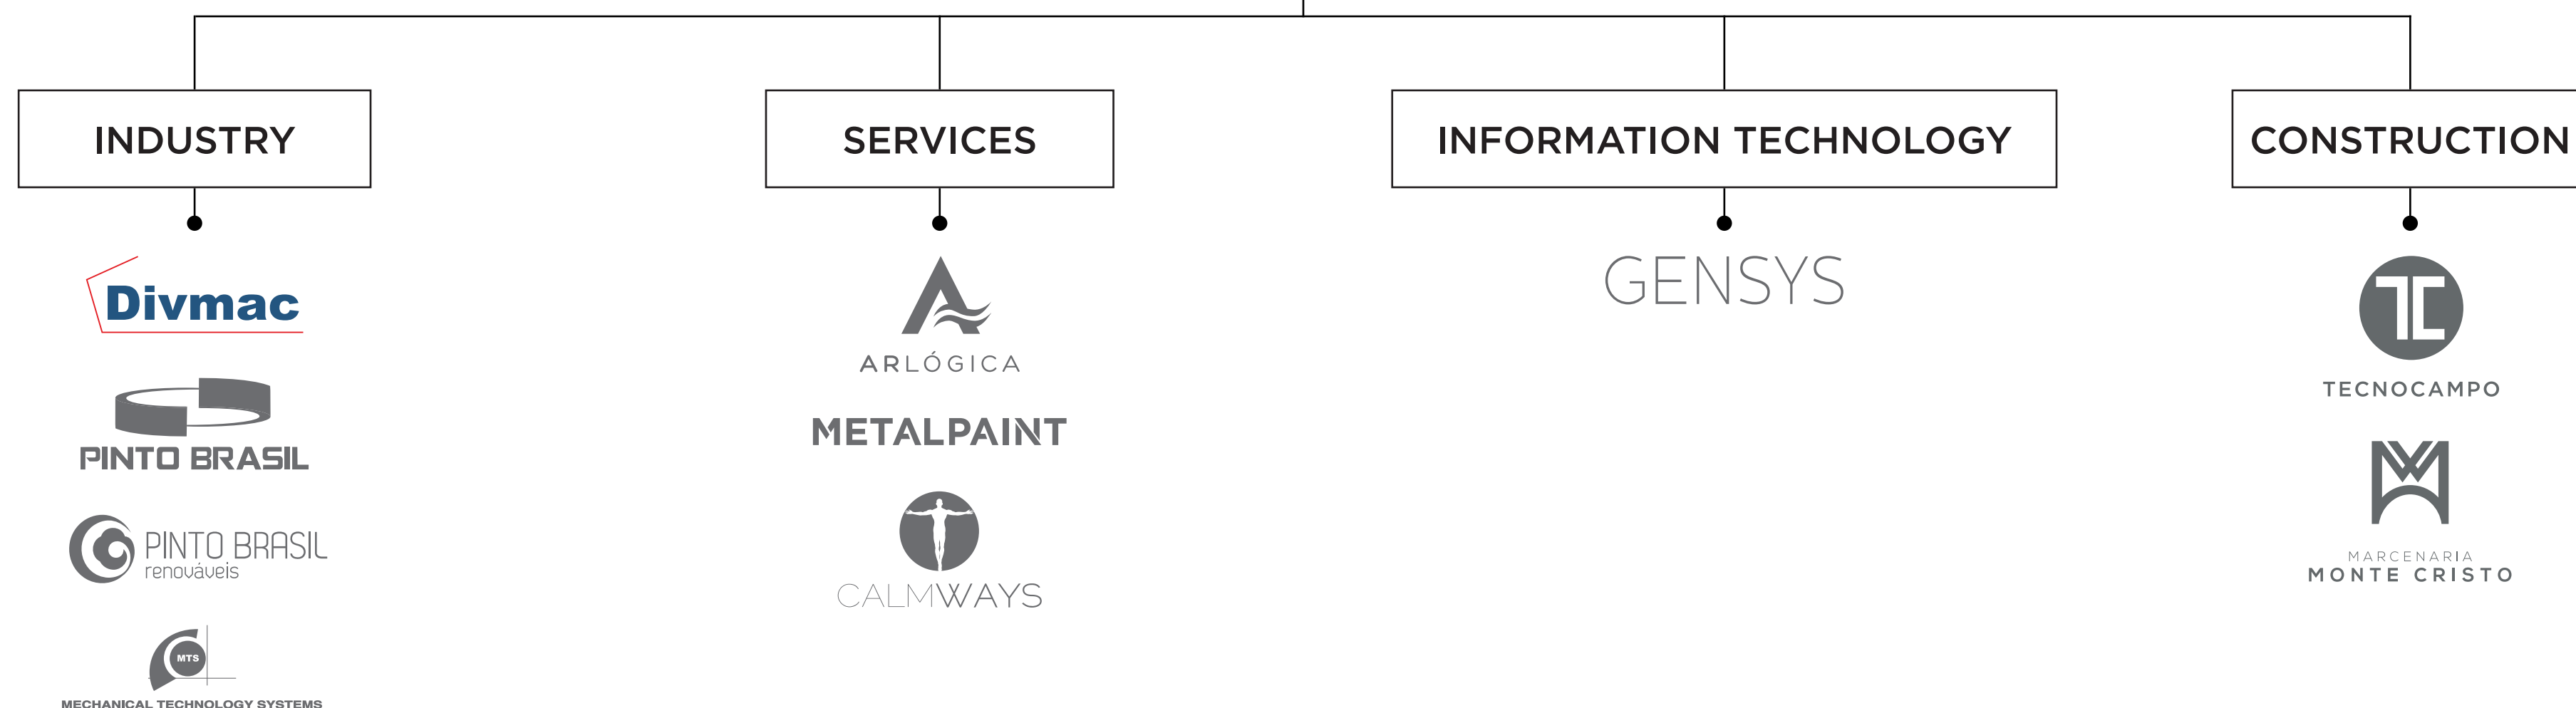 INDUSTRY
Divmac
PINTO BRASIL
PINTO BRASIL
renováveis
MTS
MECHANICAL TECHNOLOGY SYSTEMS
SERVICES
ARLÓGICA
METALPAINT
CALMWAYS
INFORMATION TECHNOLOGY
GENSYS
CONSTRUCTION
TC
TECNOCAMPO
MARCENARIA
MONTE CRISTO